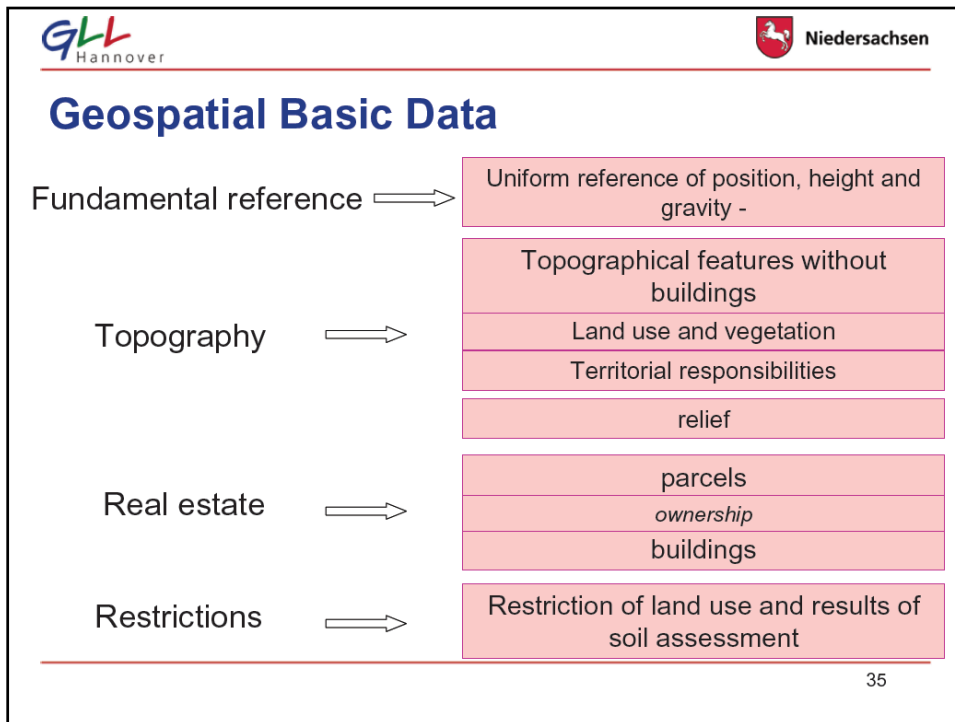 GLL
Hannover
Niedersachsen
Geospatial Basic Data
Fundamental reference
Uniform reference of position, height and
gravity -
Topography
Topographical features without
buildings
Land use and vegetation
Territorial responsibilities
relief
Real estate
parcels
ownership
buildings
Restrictions
Restriction of land use and results of
soil assessment
35